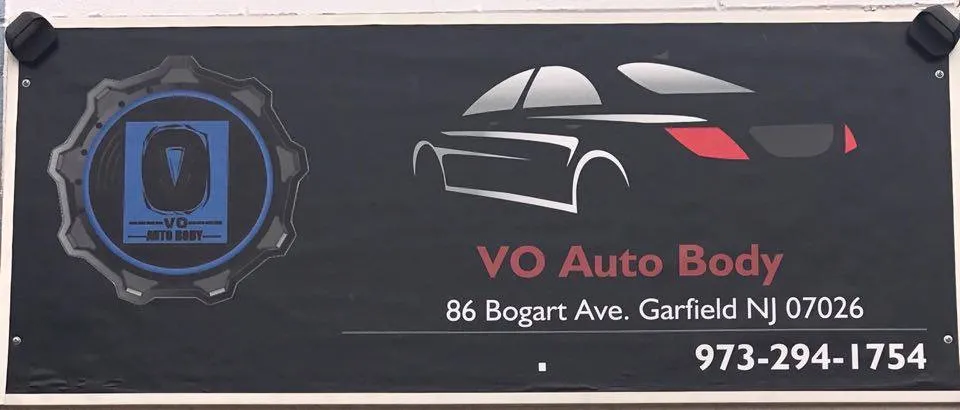 VO
AUTO BODY
VO Auto Body
86 Bogart Ave. Garfield NJ 07026
973-294-1754